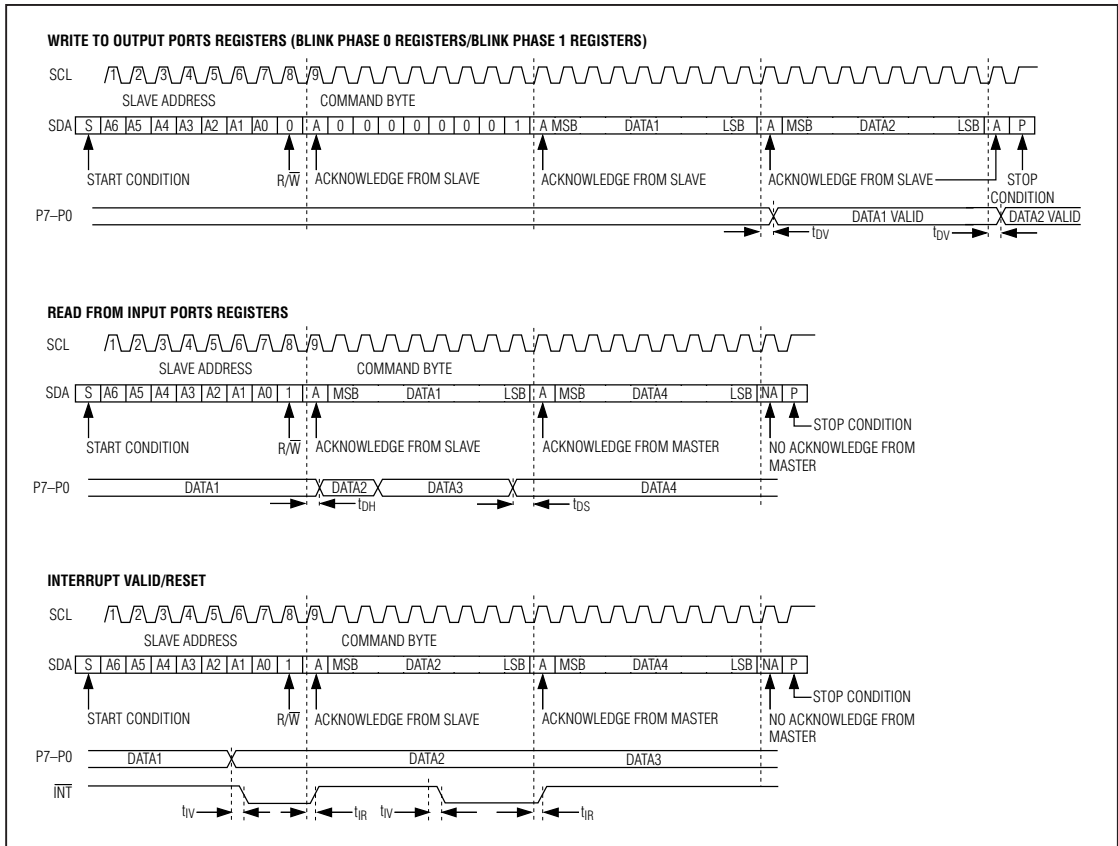 WRITE TO OUTPUT PORTS REGISTERS (BLINK PHASE 0 REGISTERS/BLINK PHASE 1 REGISTERS)
SCL 1 2 3 4 5 6 7 8 9
SLAVE ADDRESS COMMAND BYTE
SDA S A6 A5 A4 A3 A2 A1 A0 0 A 0 0 0 0 0 0 0 1 A MSB DATA1 LSB A MSB DATA2 LSB A P
START CONDITION R/W̅ ACKNOWLEDGE FROM SLAVE ACKNOWLEDGE FROM SLAVE ACKNOWLEDGE FROM SLAVE STOP
CONDITION
P7–P0 DATA1 VALID DATA2 VALID
tDV tDV
READ FROM INPUT PORTS REGISTERS
SCL 1 2 3 4 5 6 7 8 9
SLAVE ADDRESS COMMAND BYTE
SDA S A6 A5 A4 A3 A2 A1 A0 1 A MSB DATA1 LSB A MSB DATA4 LSB NA P
STOP CONDITION
START CONDITION R/W̅ ACKNOWLEDGE FROM SLAVE ACKNOWLEDGE FROM MASTER NO ACKNOWLEDGE FROM
MASTER
P7–P0 DATA1 DATA2 DATA3 DATA4
tDH tDS
INTERRUPT VALID/RESET
SCL 1 2 3 4 5 6 7 8 9
SLAVE ADDRESS COMMAND BYTE
SDA S A6 A5 A4 A3 A2 A1 A0 1 A MSB DATA2 LSB A MSB DATA4 LSB NA P
STOP CONDITION
START CONDITION R/W̅ ACKNOWLEDGE FROM SLAVE ACKNOWLEDGE FROM MASTER NO ACKNOWLEDGE FROM
MASTER
P7–P0 DATA1 DATA2 DATA3
I̅N̅T̅
tIV tIR tIV tIR